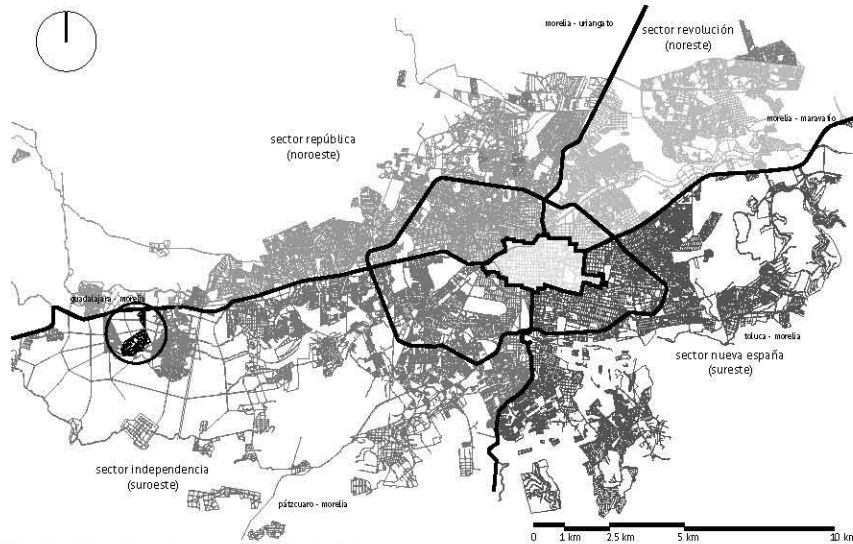 morelia - uriangato
sector revolución
(noreste)
morelia - maravatío
sector república
(noroeste)
guadalajara - morelia
toluca - morelia
sector nueva españa
(sureste)
sector independencia
(suroeste)
pátzcuaro - morelia
0 1 km 2.5 km 5 km 10 km